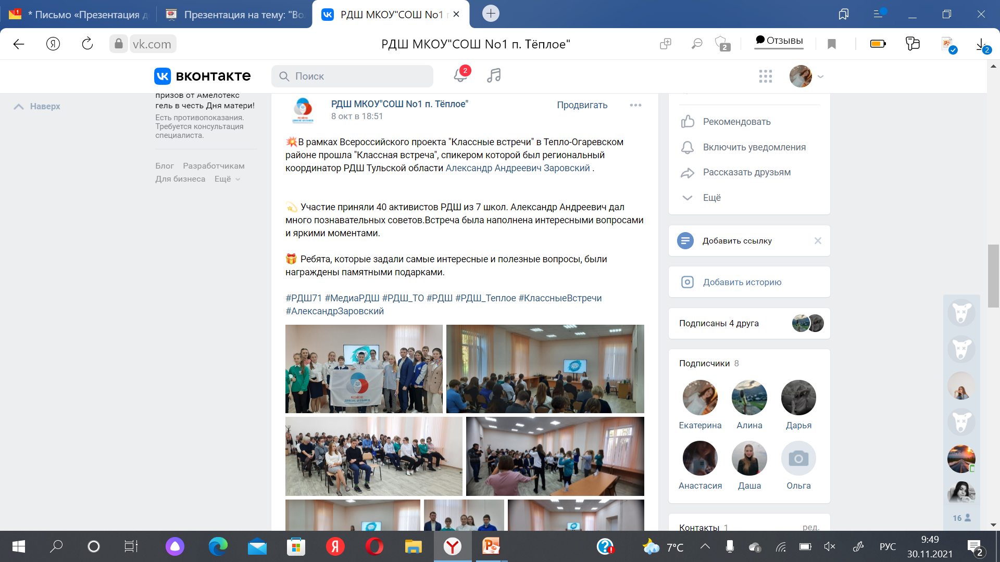 * Письмо «Презентация д
Презентация на тему: "Во
РДШ МКОУ"СОШ No1
vk.com
РДШ МКОУ"СОШ No1 п. Тёплое"
2
Отзывы
2
вконтакте
Поиск
2
Наверх
призов от Амелотекс
гель в честь Дня матери!
Есть противопоказания.
Требуется консультация
специалиста.
Блог Разработчикам
Для бизнеса Ещё
РДШ МКОУ"СОШ No1 п. Тёплое"
8 окт в 18:51
Продвигать
В рамках Всероссийского проекта "Классные встречи" в Тепло-Огаревском
районе прошла "Классная встреча", спикером которой был региональный
координатор РДШ Тульской области Александр Андреевич Заровский .
Участие приняли 40 активистов РДШ из 7 школ. Александр Андреевич дал
много познавательных советов.Встреча была наполнена интересными вопросами
и яркими моментами.
Ребята, которые задали самые интересные и полезные вопросы, были
награждены памятными подарками.
#РДШ71 #МедиаРДШ #РДШ_ТО #РДШ #РДШ_Теплое #КлассныеВстречи
#АлександрЗаровский
Рекомендовать
Включить уведомления
Рассказать друзьям
Ещё
Добавить ссылку
Добавить историю
Подписаны 4 друга
Подписчики 8
Екатерина Алина Дарья
Анастасия Даша Ольга
Контакты 1 ред.
16
7°C
РУС
9:49
30.11.2021
2